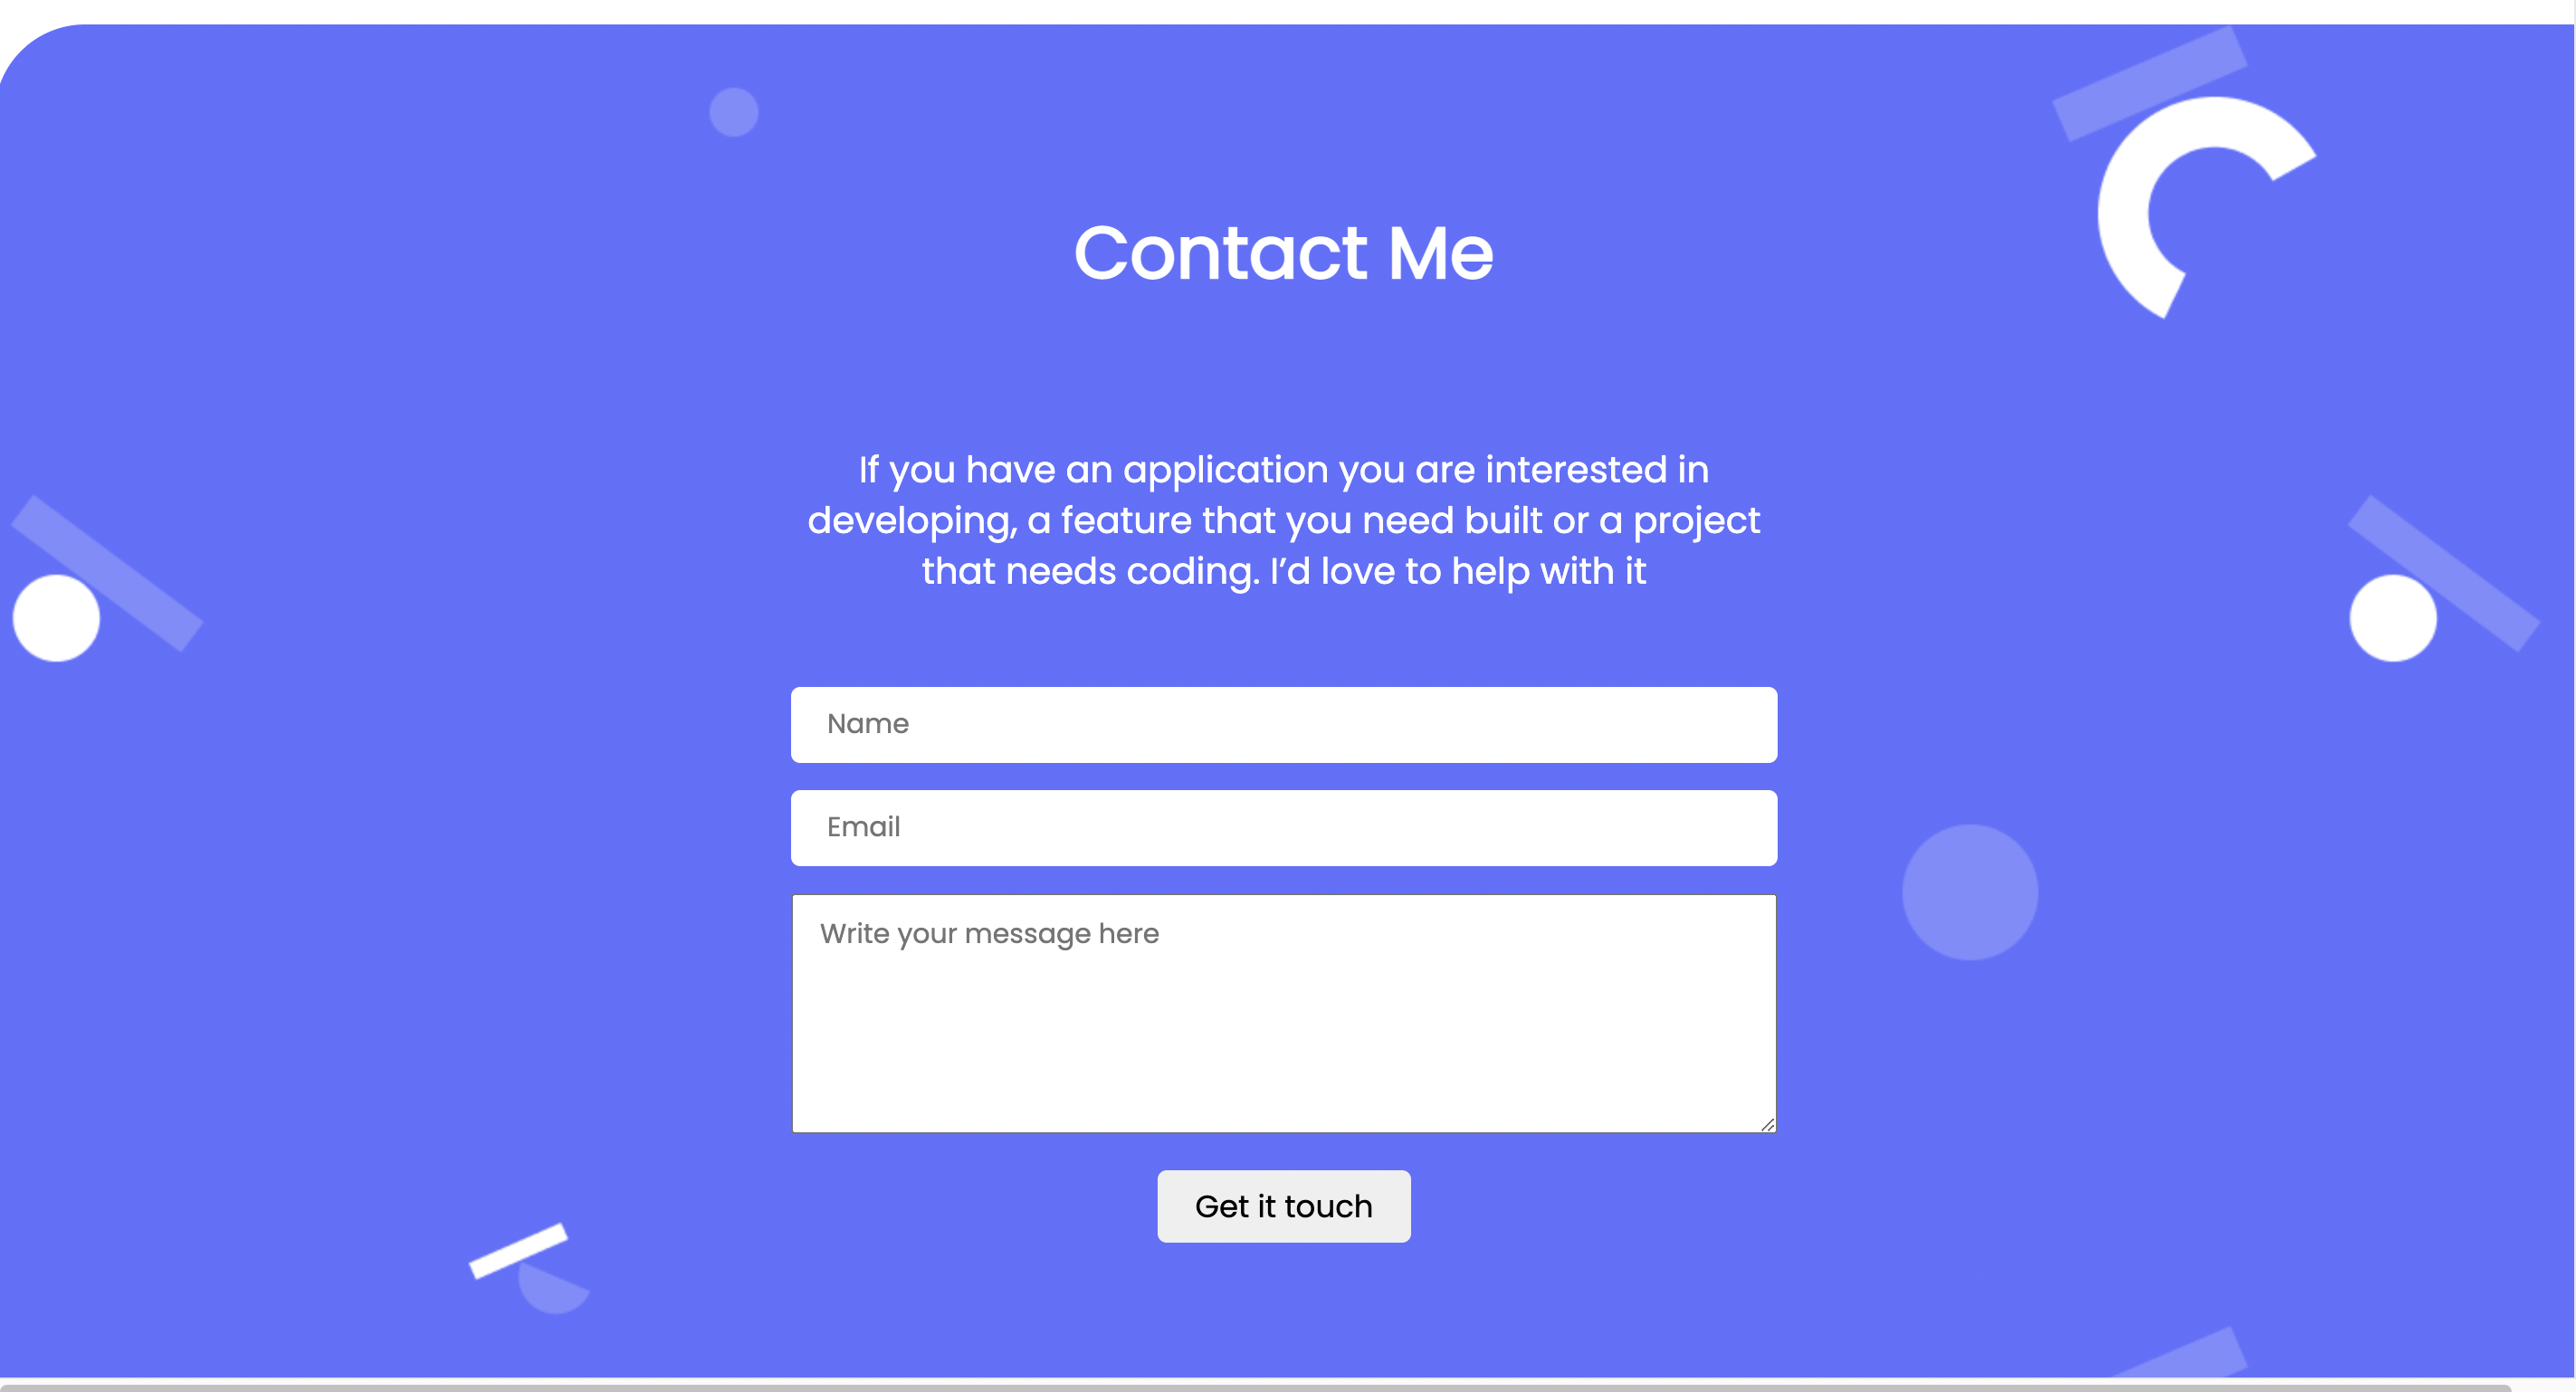 Contact Me
If you have an application you are interested in
developing, a feature that you need built or a project
that needs coding. I’d love to help with it
Name
Email
Write your message here
Get it touch